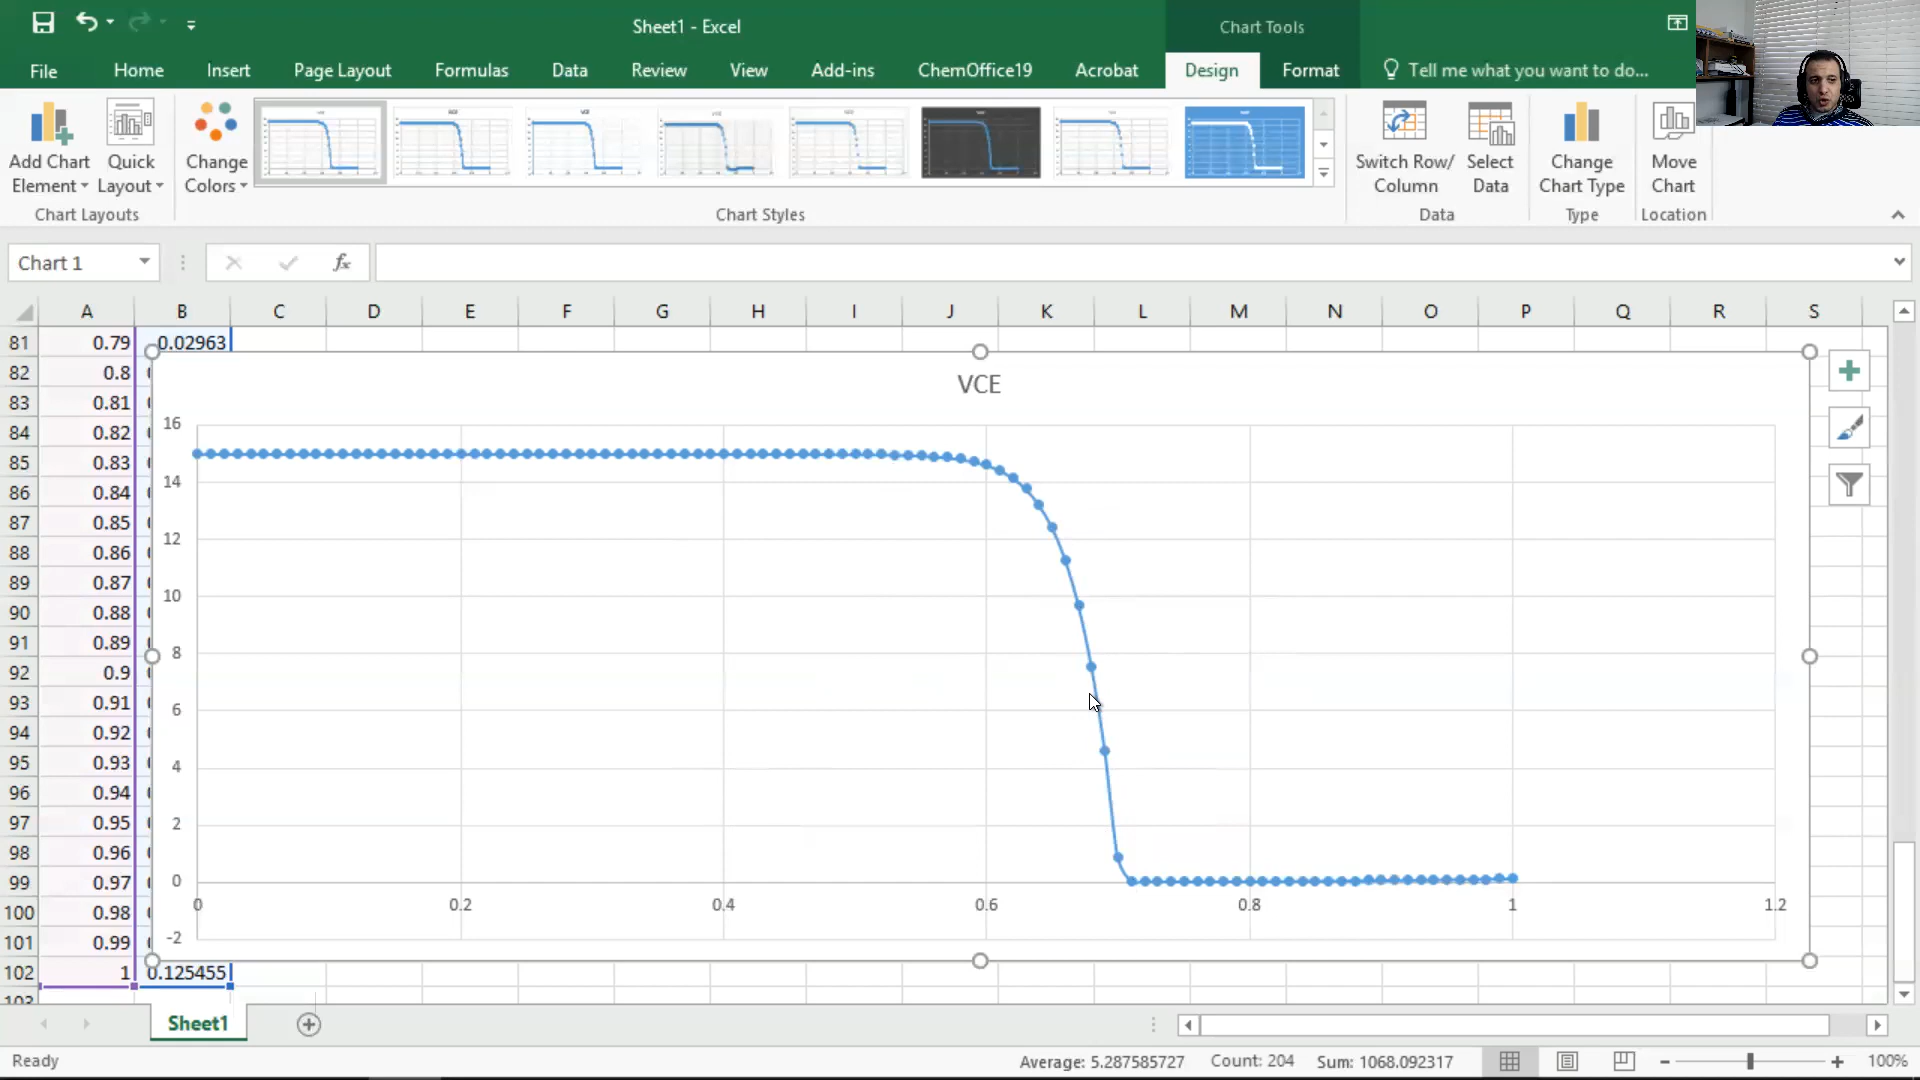 Sheet1 - Excel
Chart Tools
File Home Insert Page Layout Formulas Data Review View Add-ins ChemOffice19 Acrobat Design Format Tell me what you want to do...
Add Chart Element
Quick Layout
Change Colors
Switch Row/ Column
Select Data
Change Chart Type
Move Chart
Chart Layouts
Chart Styles
Data
Type
Location
Chart 1
fx
A B C D E F G H I J K L M N O P Q R S
81 0.79 0.02963
82 0.8
83 0.81
84 0.82
85 0.83
86 0.84
87 0.85
88 0.86
89 0.87
90 0.88
91 0.89
92 0.9
93 0.91
94 0.92
95 0.93
96 0.94
97 0.95
98 0.96
99 0.97
100 0.98
101 0.99
102 1 0.125455
103
VCE
16
14
12
10
8
6
4
2
0
-2
0 0.2 0.4 0.6 0.8 1 1.2
Sheet1
Ready
Average: 5.287585727 Count: 204 Sum: 1068.092317
100%